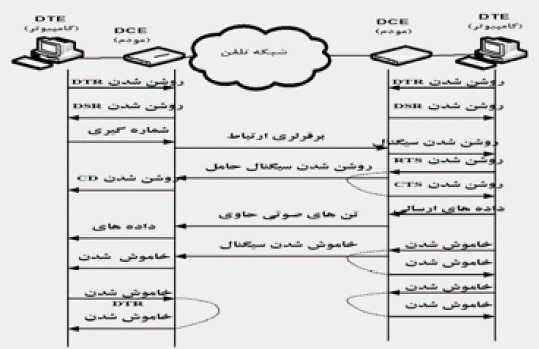 DTE
(کامپیوتر)
DCE
(مودم)
شبکه تلفن
DCE
(مودم)
DTE
(کامپیوتر)
روشن شدن DTR
روشن شدن DTR
روشن شدن DSR
روشن شدن DSR
شماره گیری
برقراری ارتباط
روشن شدن سیگنال
روشن شدن RTS
روشن شدن سیگنال حامل
روشن شدن CD
روشن شدن CTS
داده های ارسالی
تن های صوتی حاوی
داده های
خاموش شدن
خاموش شدن سیگنال
خاموش شدن
خاموش شدن
خاموش شدن
خاموش شدن
DTR
خاموش شدن
خاموش شدن